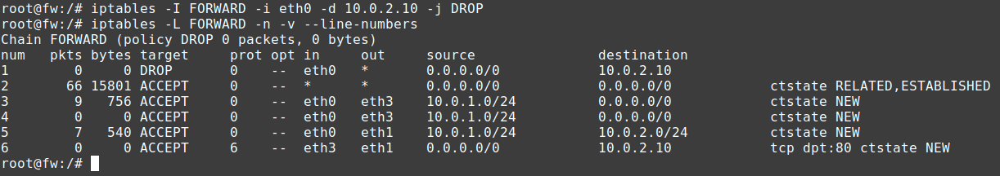 root@fw:/# iptables -I FORWARD -i eth0 -d 10.0.2.10 -j DROP
root@fw:/# iptables -L FORWARD -n -v --line-numbers
Chain FORWARD (policy DROP 0 packets, 0 bytes)
num   pkts bytes target     prot opt in     out     source               destination
1        0     0 DROP       0    --  eth0   *       0.0.0.0/0            10.0.2.10
2       66 15801 ACCEPT     0    --  *      *       0.0.0.0/0            0.0.0.0/0            ctstate RELATED,ESTABLISHED
3        9   756 ACCEPT     0    --  eth0   eth3    10.0.1.0/24          0.0.0.0/0            ctstate NEW
4        0     0 ACCEPT     0    --  eth0   eth3    10.0.1.0/24          0.0.0.0/0            ctstate NEW
5        7   540 ACCEPT     0    --  eth0   eth1    10.0.1.0/24          10.0.2.0/24          ctstate NEW
6        0     0 ACCEPT     6    --  eth3   eth1    0.0.0.0/0            10.0.2.10            tcp dpt:80 ctstate NEW
root@fw:/#